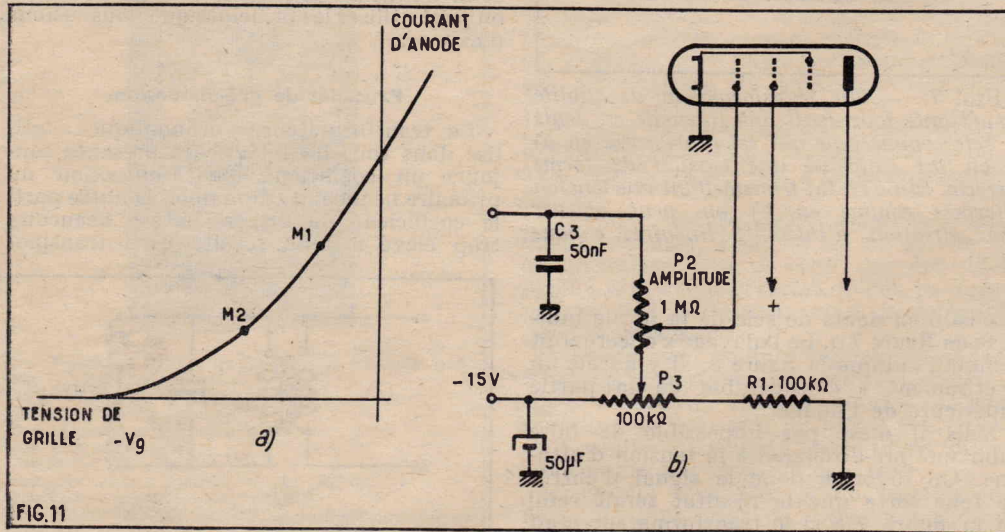 COURANT
D'ANODE
M1
M2
TENSION DE
GRILLE
-Vg
a)
C3
50nF
P2
AMPLITUDE
1 MΩ
+
-15V
P3
100kΩ
R1-100kΩ
50µF
b)
FIG.11